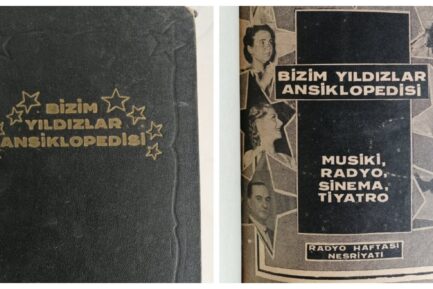 BİZİM
YILDIZLAR
ANSİKLOPEDİSİ
BİZİM YILDIZLAR
ANSİKLOPEDİSİ
MUSİKİ,
RADYO,
SİNEMA,
TİYATRO
RADYO HAFTASI
NEŞRİYATI